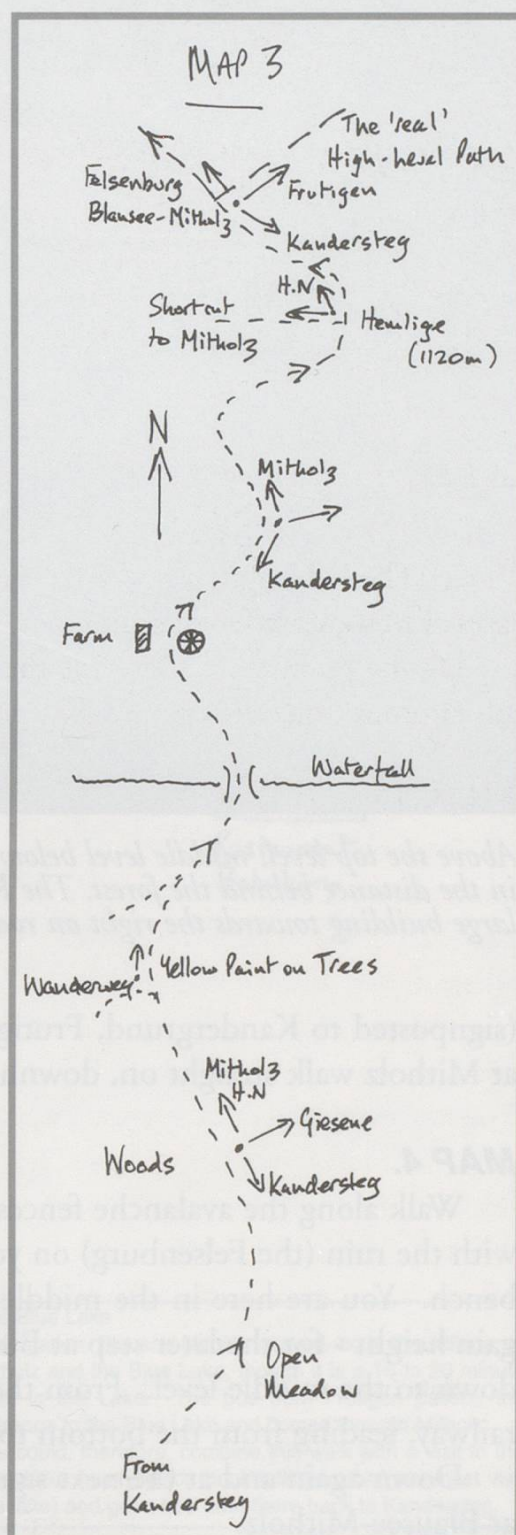 MAP 3
The 'real'
High-level Path
Felsenburg
Blausee-Mitholz
Frutigen
Kandersteg
H.N
Shortcut
to Mitholz
Hemlige
(1120m)
N
Mitholz
Kandersteg
Farm
Waterfall
Yellow Paint on Trees
Wanderweg
Mitholz
H.N
Giesene
Woods
Kandersteg
Open
Meadow
From
Kandersteg